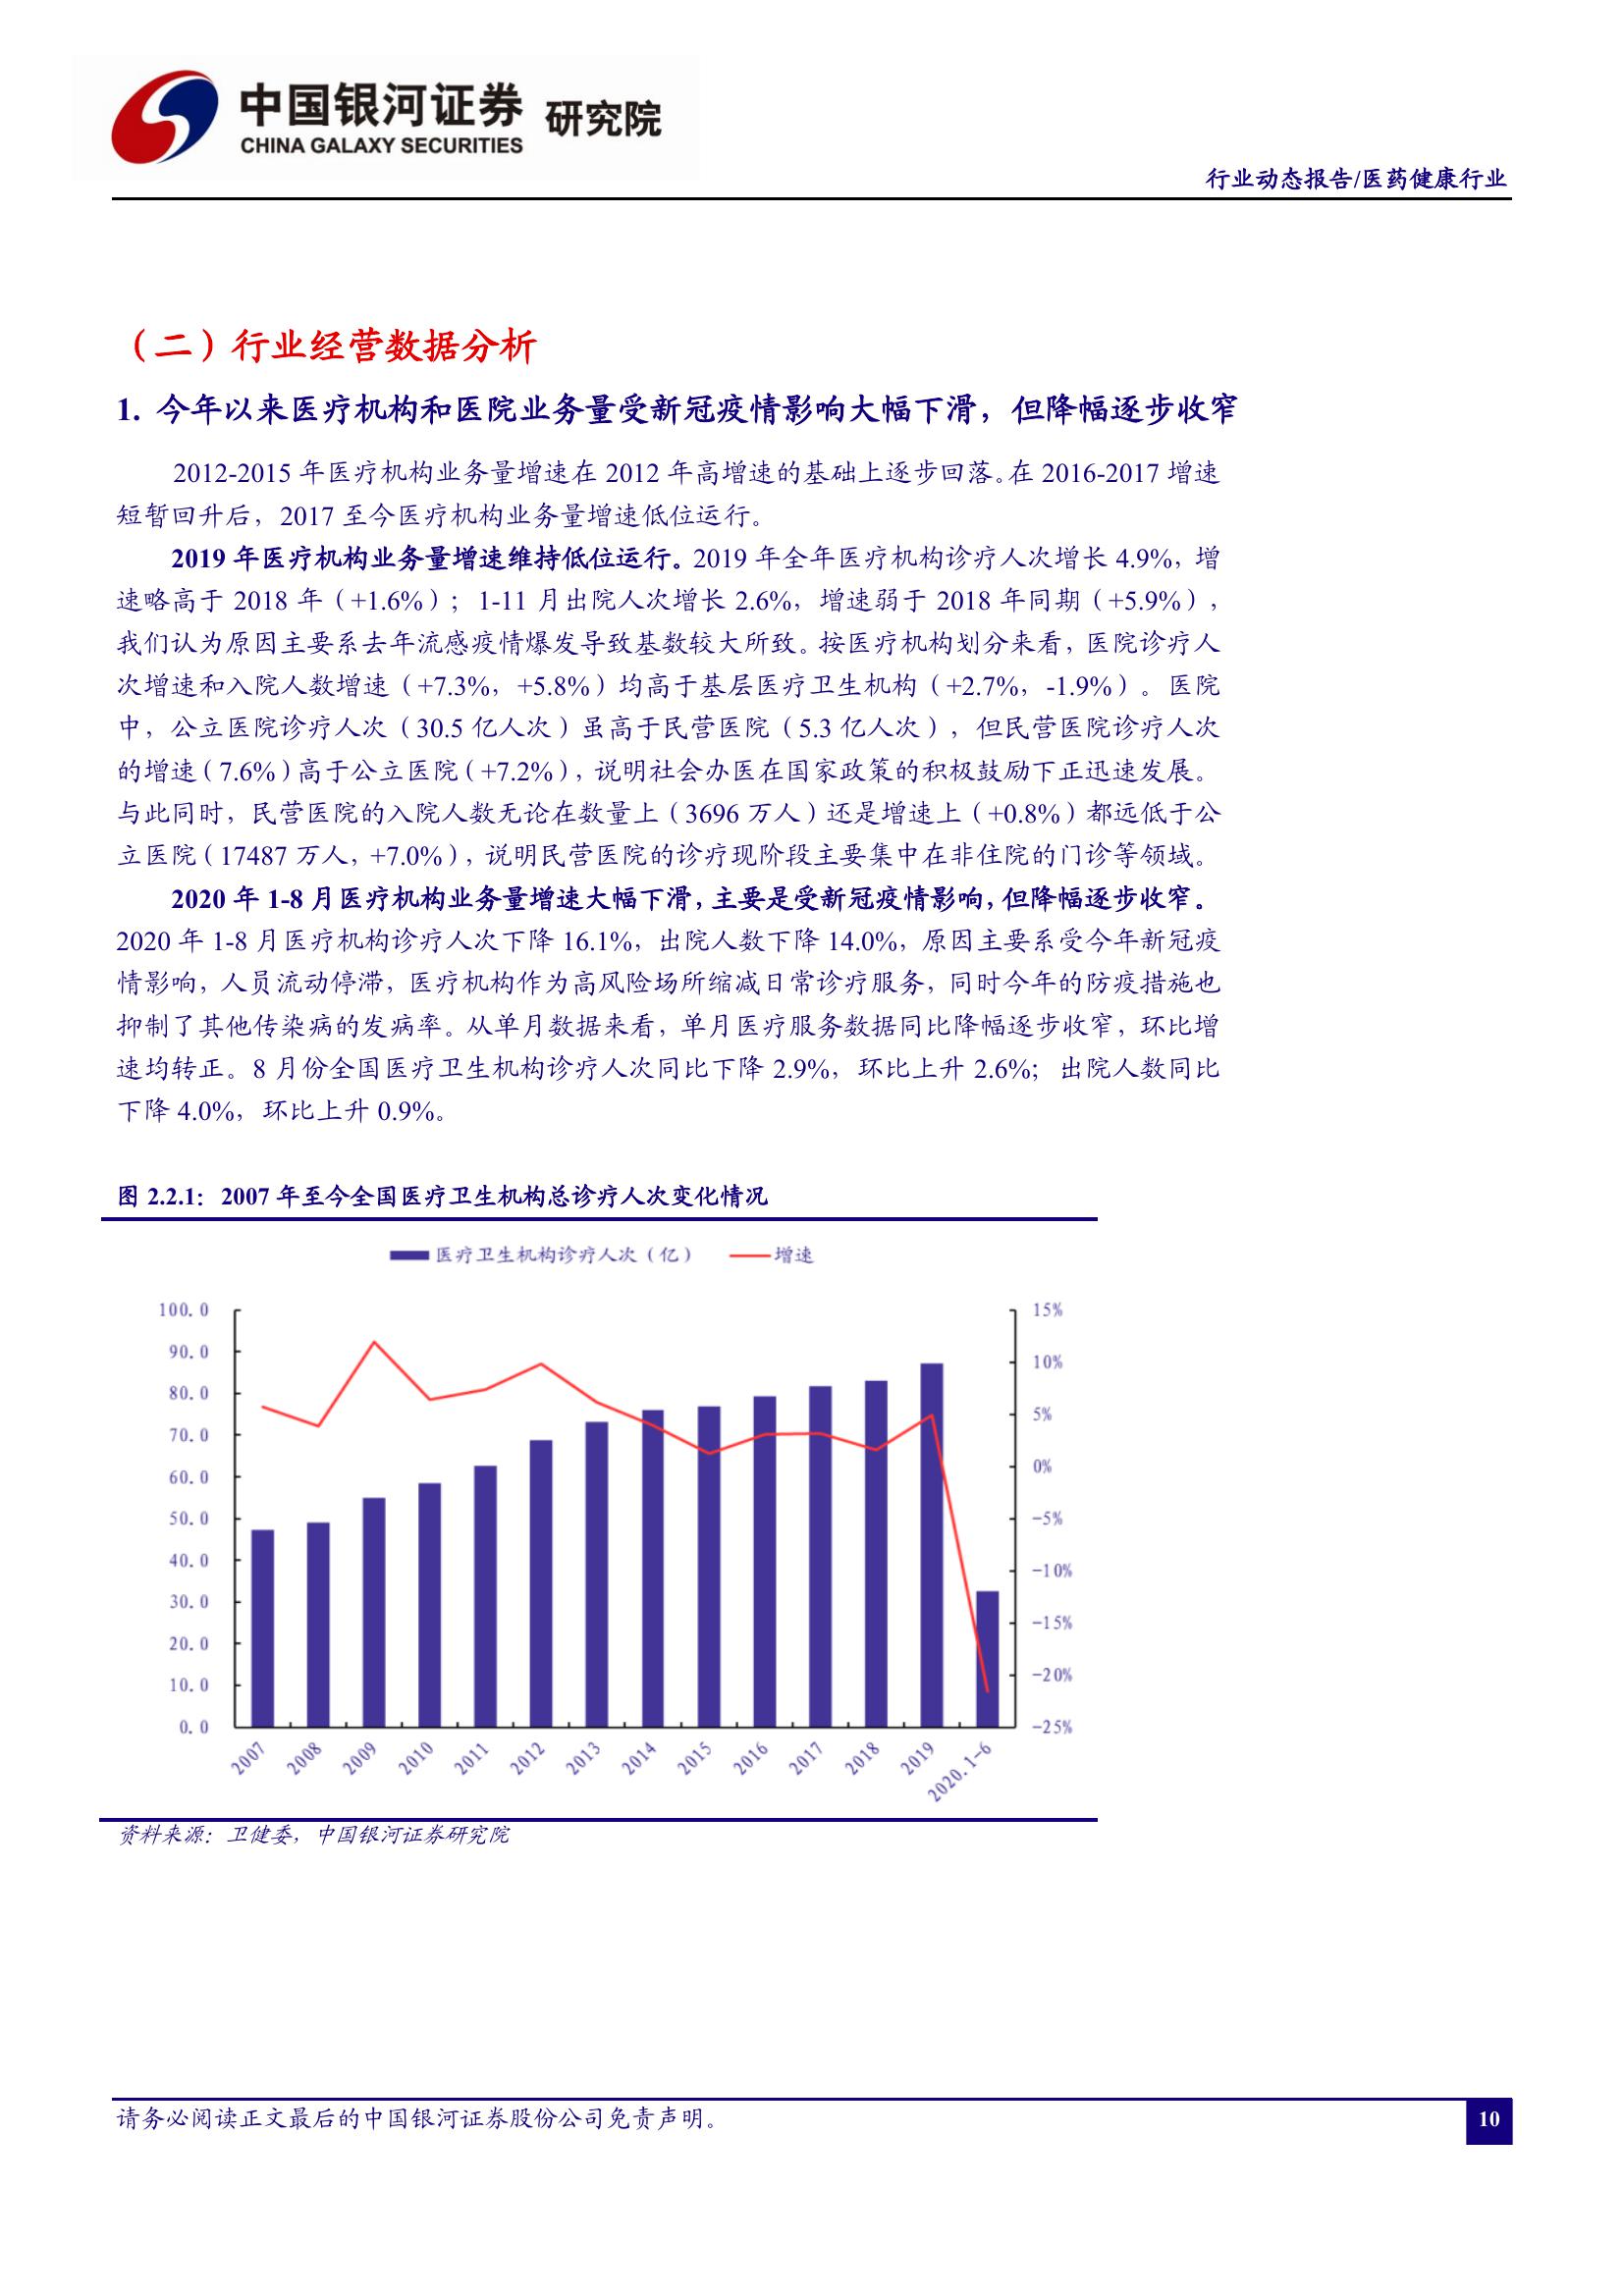 中国银河证券 研究院
CHINA GALAXY SECURITIES
行业动态报告/医药健康行业
（二）行业经营数据分析
1. 今年以来医疗机构和医院业务量受新冠疫情影响大幅下滑，但降幅逐步收窄
2012-2015 年医疗机构业务量增速在 2012 年高增速的基础上逐步回落。在 2016-2017 增速
短暂回升后，2017 至今医疗机构业务量增速低位运行。
2019 年医疗机构业务量增速维持低位运行。2019 年全年医疗机构诊疗人次增长 4.9%，增
速略高于 2018 年（+1.6%）；1-11 月出院人次增长 2.6%，增速弱于 2018 年同期（+5.9%），
我们认为原因主要系去年流感疫情爆发导致基数较大所致。按医疗机构划分来看，医院诊疗人
次增速和入院人数增速（+7.3%，+5.8%）均高于基层医疗卫生机构（+2.7%，-1.9%）。医院
中，公立医院诊疗人次（30.5 亿人次）虽高于民营医院（5.3 亿人次），但民营医院诊疗人次
的增速（7.6%）高于公立医院（+7.2%），说明社会办医在国家政策的积极鼓励下正迅速发展。
与此同时，民营医院的入院人数无论在数量上（3696 万人）还是增速上（+0.8%）都远低于公
立医院（17487 万人，+7.0%），说明民营医院的诊疗现阶段主要集中在非住院的门诊等领域。
2020 年 1-8 月医疗机构业务量增速大幅下滑，主要是受新冠疫情影响，但降幅逐步收窄。
2020 年 1-8 月医疗机构诊疗人次下降 16.1%，出院人数下降 14.0%，原因主要系受今年新冠疫
情影响，人员流动停滞，医疗机构作为高风险场所缩减日常诊疗服务，同时今年的防疫措施也
抑制了其他传染病的发病率。从单月数据来看，单月医疗服务数据同比降幅逐步收窄，环比增
速均转正。8 月份全国医疗卫生机构诊疗人次同比下降 2.9%，环比上升 2.6%；出院人数同比
下降 4.0%，环比上升 0.9%。
图 2.2.1：2007 年至今全国医疗卫生机构总诊疗人次变化情况
医疗卫生机构诊疗人次（亿） 增速
100.0 15%
90.0
10%
80.0
5%
70.0
0%
60.0
50.0 -5%
40.0
-10%
30.0
-15%
20.0
-20%
10.0
0.0 -25%
2007 2008 2009 2010 2011 2012 2013 2014 2015 2016 2017 2018 2019 2020.1-6
资料来源：卫健委，中国银河证券研究院
请务必阅读正文最后的中国银河证券股份公司免责声明。
10